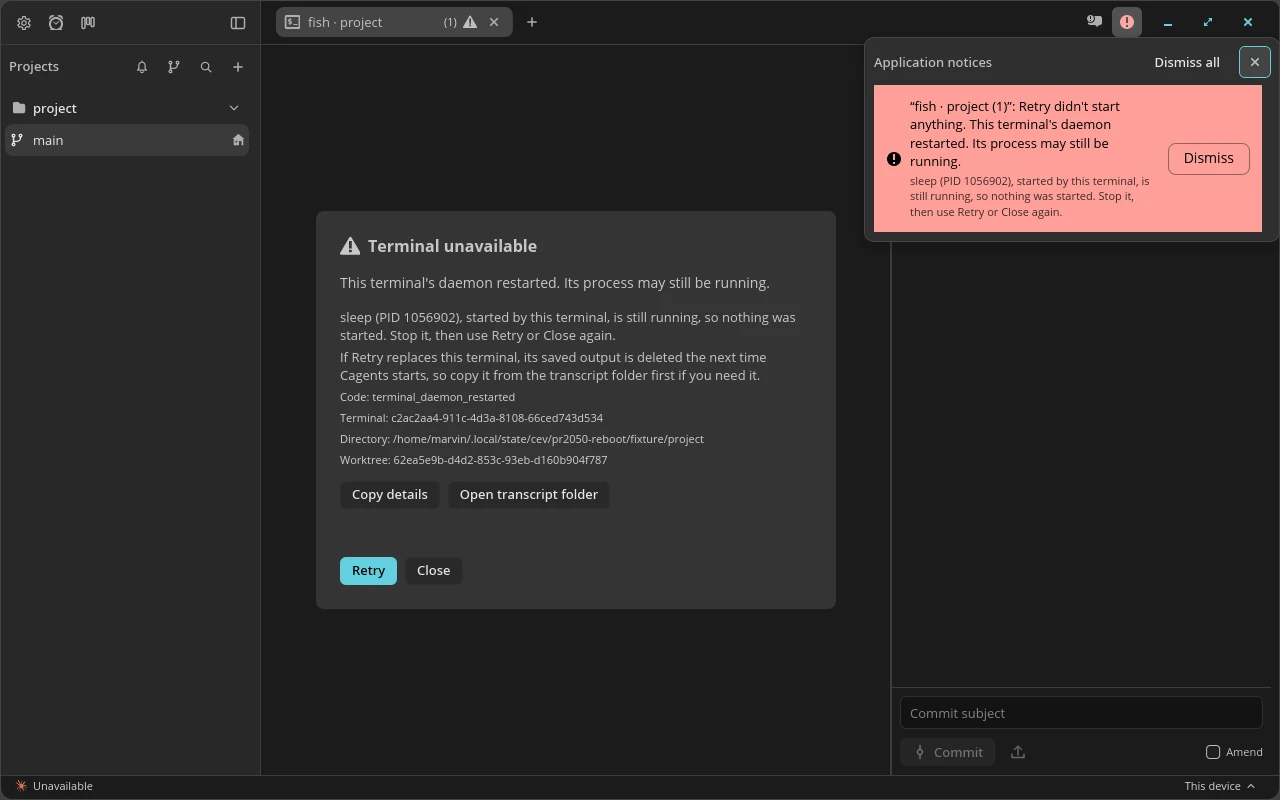 fish · project (1)
Projects
project
main
Application notices
Dismiss all
“fish · project (1)”: Retry didn't start
anything. This terminal's daemon
restarted. Its process may still be
running.
sleep (PID 1056902), started by this terminal, is
still running, so nothing was started. Stop it,
then use Retry or Close again.
Dismiss
Terminal unavailable
This terminal's daemon restarted. Its process may still be running.
sleep (PID 1056902), started by this terminal, is still running, so nothing was
started. Stop it, then use Retry or Close again.
If Retry replaces this terminal, its saved output is deleted the next time
Cagents starts, so copy it from the transcript folder first if you need it.
Code: terminal_daemon_restarted
Terminal: c2ac2aa4-911c-4d3a-8108-66ced743d534
Directory: /home/marvin/.local/state/cev/pr2050-reboot/fixture/project
Worktree: 62ea5e9b-d4d2-853c-93eb-d160b904f787
Copy details
Open transcript folder
Retry
Close
Commit subject
Commit
Amend
Unavailable
This device